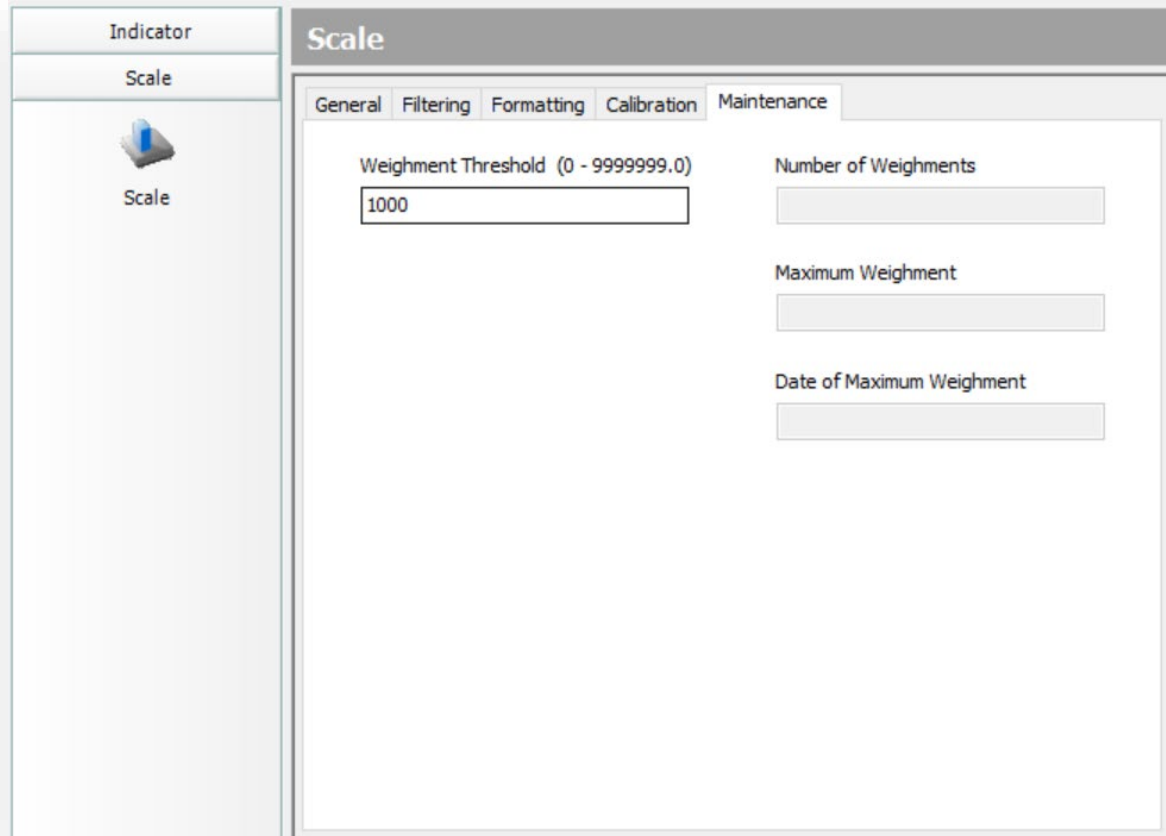 Indicator
Scale
Scale
Scale
General Filtering Formatting Calibration Maintenance
Weighment Threshold (0 - 9999999.0)
1000
Number of Weighments
Maximum Weighment
Date of Maximum Weighment